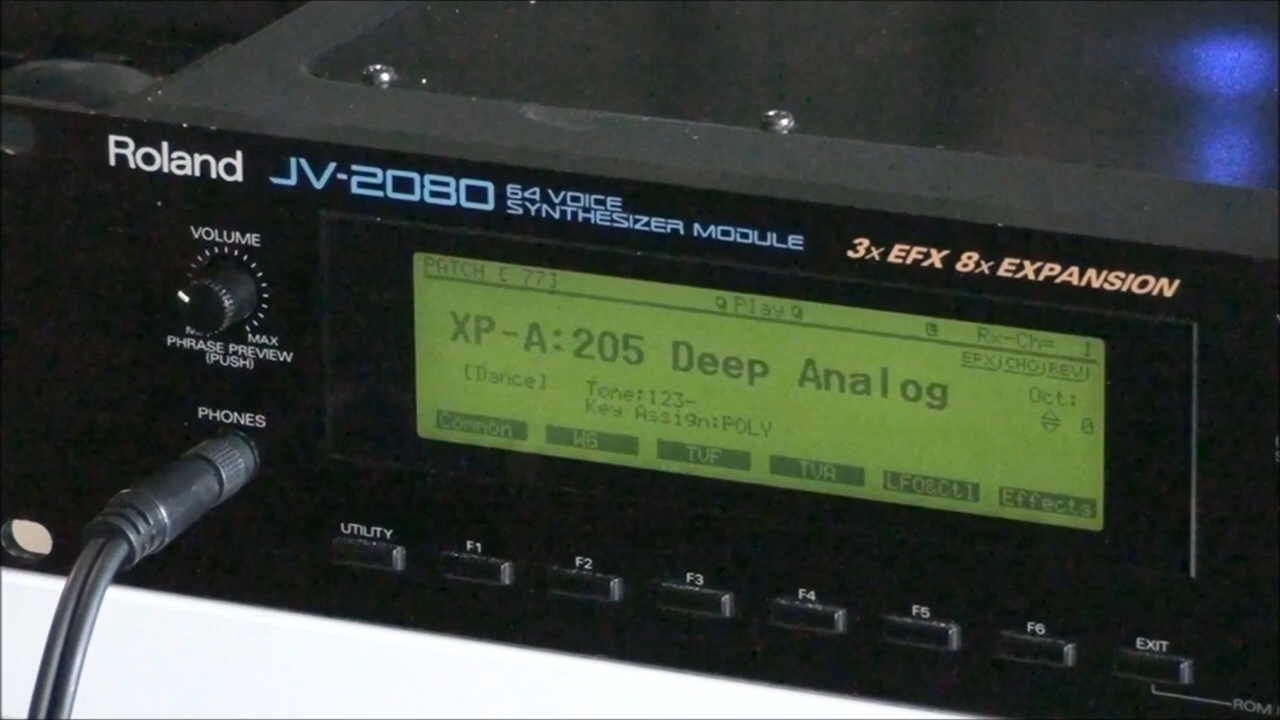 Roland JV-2080 64 VOICE
SYNTHESIZER MODULE
3x EFX 8x EXPANSION
VOLUME
MAX
PHRASE PREVIEW
(PUSH)
PHONES
PATCH [ 77] Play Rx-Ch= 1
XP-A:205 Deep Analog
EFX(CHO)(REV)
[Dance] Tone:123- Oct:
Key Assign:POLY 0
Common WG TVF TVA LFO&Ctl Effects
UTILITY F1 F2 F3 F4 F5 F6 EXIT
ROM